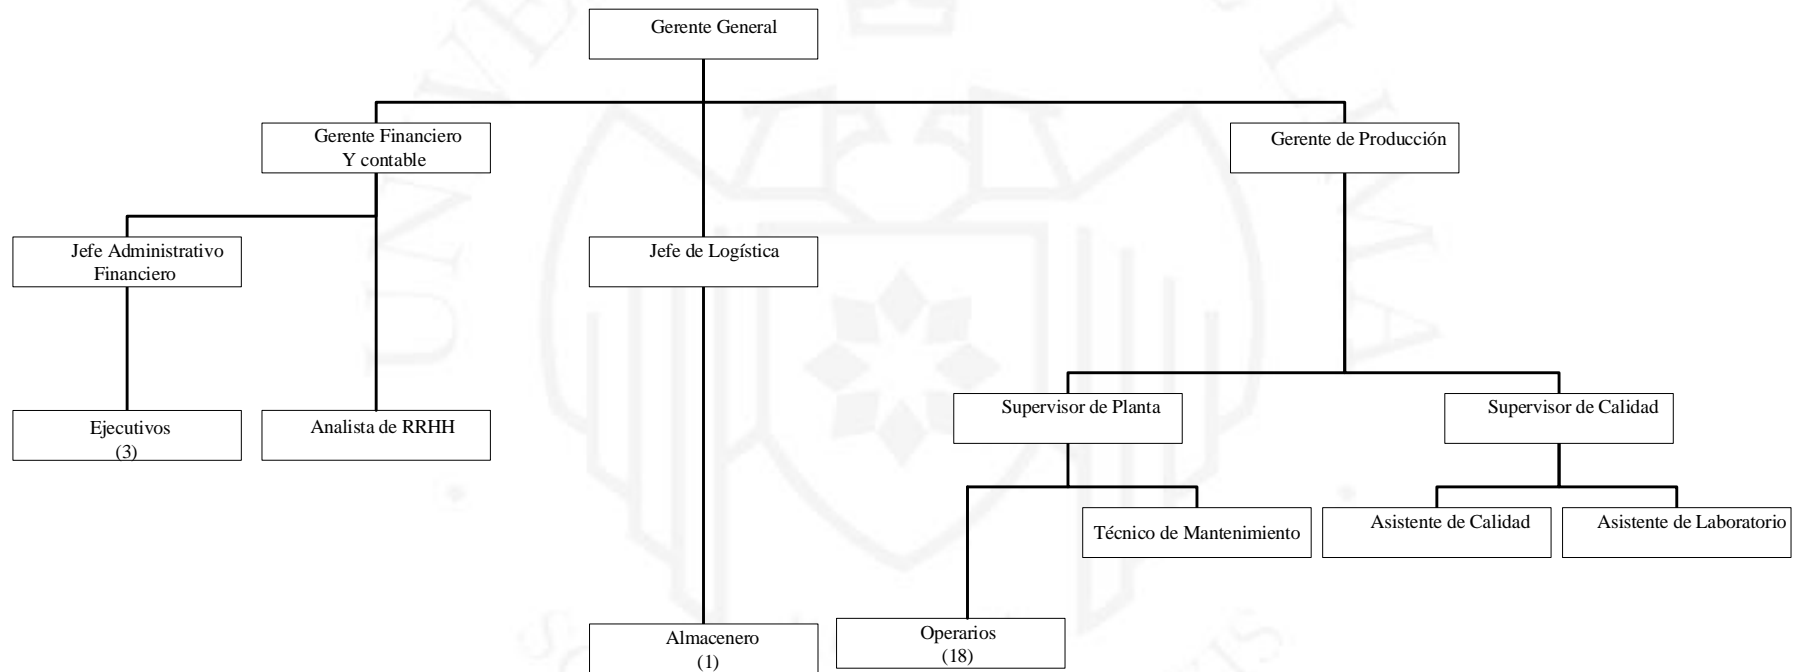 Gerente General
Gerente Financiero
Y contable
Gerente de Producción
Jefe Administrativo
Financiero
Jefe de Logística
Supervisor de Planta
Supervisor de Calidad
Ejecutivos
(3)
Analista de RRHH
Técnico de Mantenimiento
Asistente de Calidad
Asistente de Laboratorio
Almacenero
(1)
Operarios
(18)